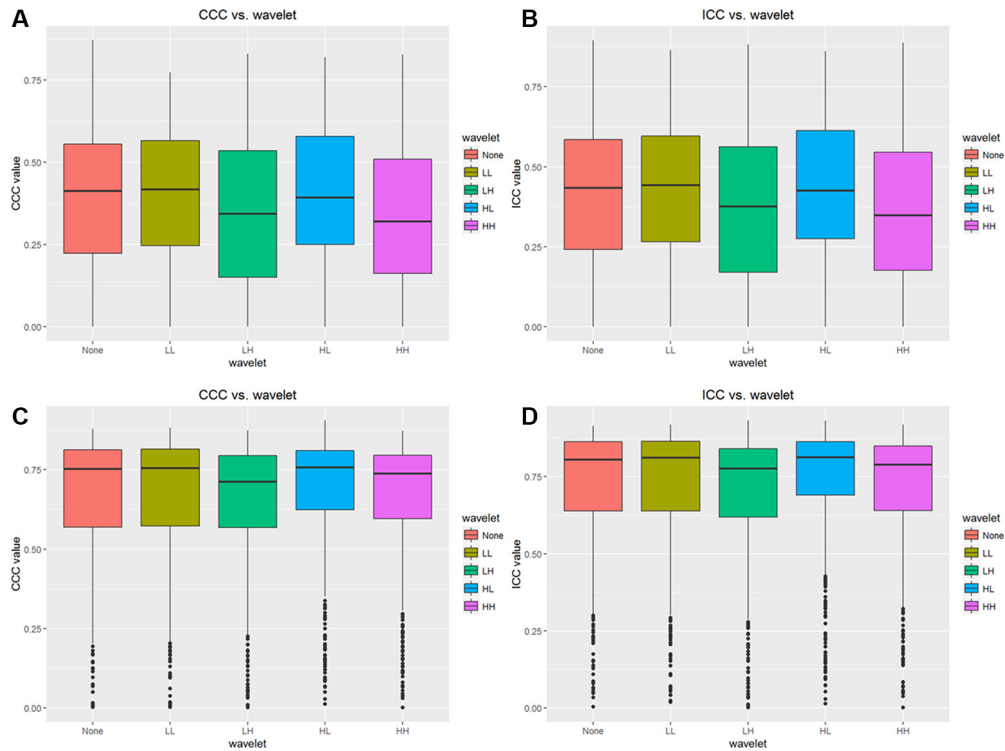 A
CCC vs. wavelet
CCC value
0.75
0.50
0.25
0.00
None
LL
LH
HL
HH
wavelet
wavelet
None
LL
LH
HL
HH
B
ICC vs. wavelet
ICC value
0.75
0.50
0.25
0.00
None
LL
LH
HL
HH
wavelet
wavelet
None
LL
LH
HL
HH
C
CCC vs. wavelet
CCC value
0.75
0.50
0.25
0.00
None
LL
LH
HL
HH
wavelet
wavelet
None
LL
LH
HL
HH
D
ICC vs. wavelet
ICC value
0.75
0.50
0.25
0.00
None
LL
LH
HL
HH
wavelet
wavelet
None
LL
LH
HL
HH